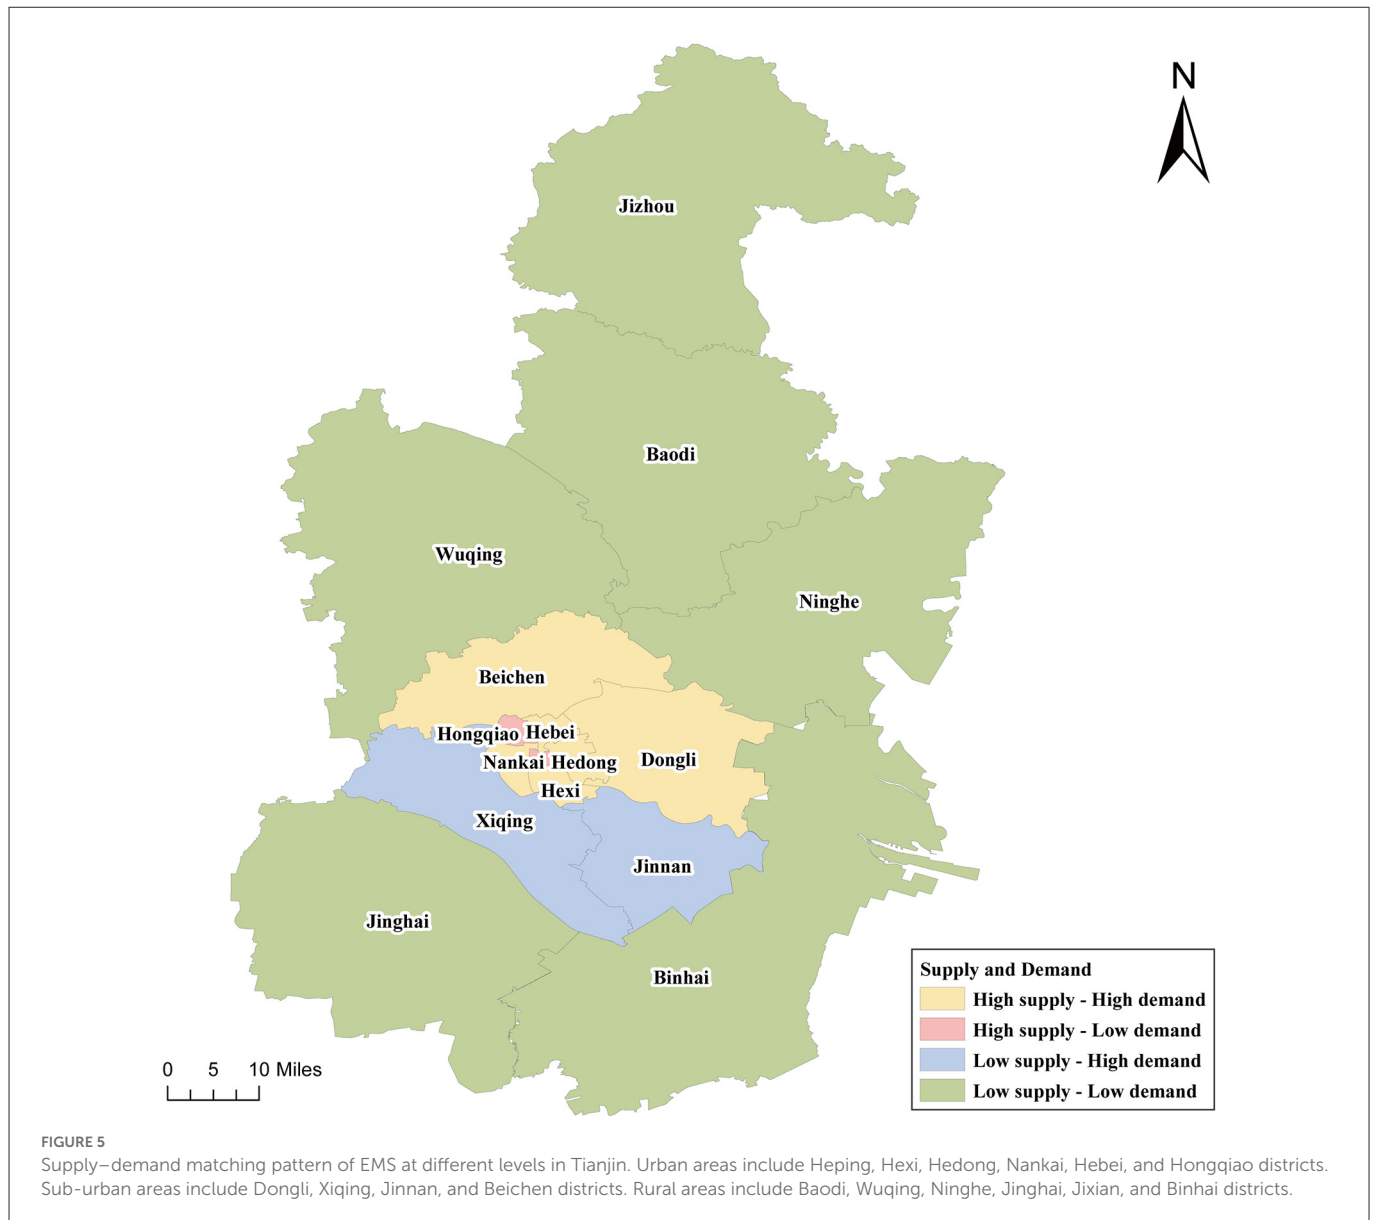 N
Jizhou
Baodi
Wuqing
Ninghe
Beichen
Hongqiao Hebei
Nankai Hedong
Dongli
Hexi
Xiqing
Jinnan
Jinghai
Binhai
Supply and Demand
High supply - High demand
High supply - Low demand
Low supply - High demand
Low supply - Low demand
0 5 10 Miles
FIGURE 5
Supply–demand matching pattern of EMS at different levels in Tianjin. Urban areas include Heping, Hexi, Hedong, Nankai, Hebei, and Hongqiao districts.
Sub-urban areas include Dongli, Xiqing, Jinnan, and Beichen districts. Rural areas include Baodi, Wuqing, Ninghe, Jinghai, Jixian, and Binhai districts.